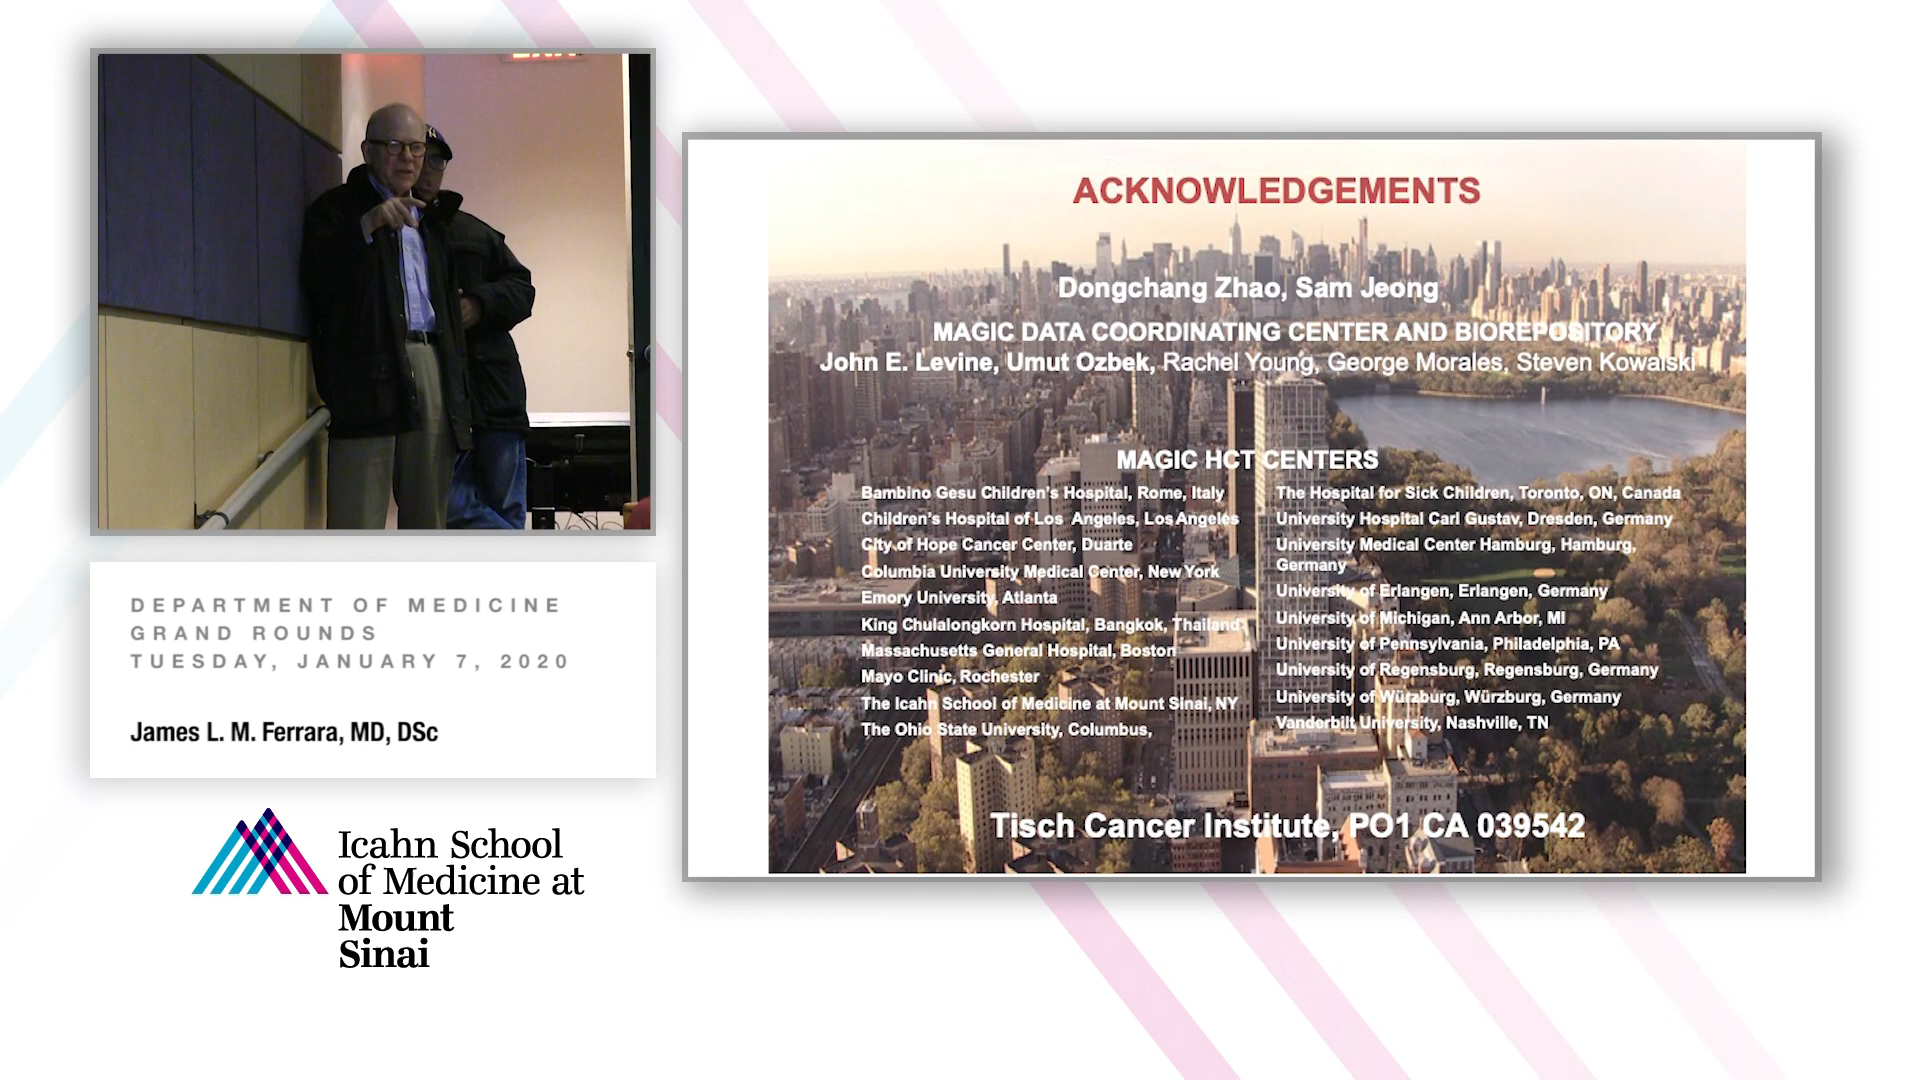 DEPARTMENT OF MEDICINE
GRAND ROUNDS
TUESDAY, JANUARY 7, 2020
James L. M. Ferrara, MD, DSc
Icahn School
of Medicine at
Mount
Sinai
ACKNOWLEDGEMENTS
Dongchang Zhao, Sam Jeong
MAGIC DATA COORDINATING CENTER AND BIOREPOSITORY
John E. Levine, Umut Ozbek, Rachel Young, George Morales, Steven Kowalski
MAGIC HCT CENTERS
Bambino Gesu Children's Hospital, Rome, Italy
Children's Hospital of Los Angeles, Los Angeles
City of Hope Cancer Center, Duarte
Columbia University Medical Center, New York
Emory University, Atlanta
King Chulalongkorn Hospital, Bangkok, Thailand
Massachusetts General Hospital, Boston
Mayo Clinic, Rochester
The Icahn School of Medicine at Mount Sinai, NY
The Ohio State University, Columbus,
The Hospital for Sick Children, Toronto, ON, Canada
University Hospital Carl Gustav, Dresden, Germany
University Medical Center Hamburg, Hamburg,
Germany
University of Erlangen, Erlangen, Germany
University of Michigan, Ann Arbor, MI
University of Pennsylvania, Philadelphia, PA
University of Regensburg, Regensburg, Germany
University of Würzburg, Würzburg, Germany
Vanderbilt University, Nashville, TN
Tisch Cancer Institute, PO1 CA 039542